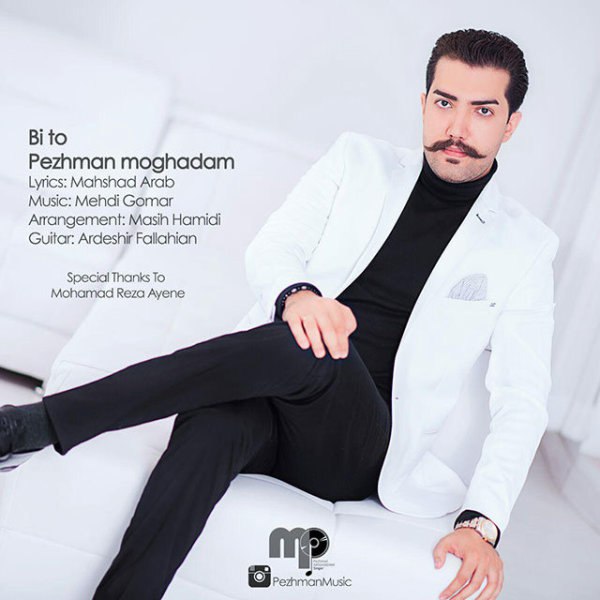 Bi to
Pezhman moghadam
Lyrics: Mahshad Arab
Music: Mehdi Gomar
Arrangement: Masih Hamidi
Guitar: Ardeshir Fallahian
Special Thanks To
Mohamad Reza Ayene
mp
PezhmanMusic